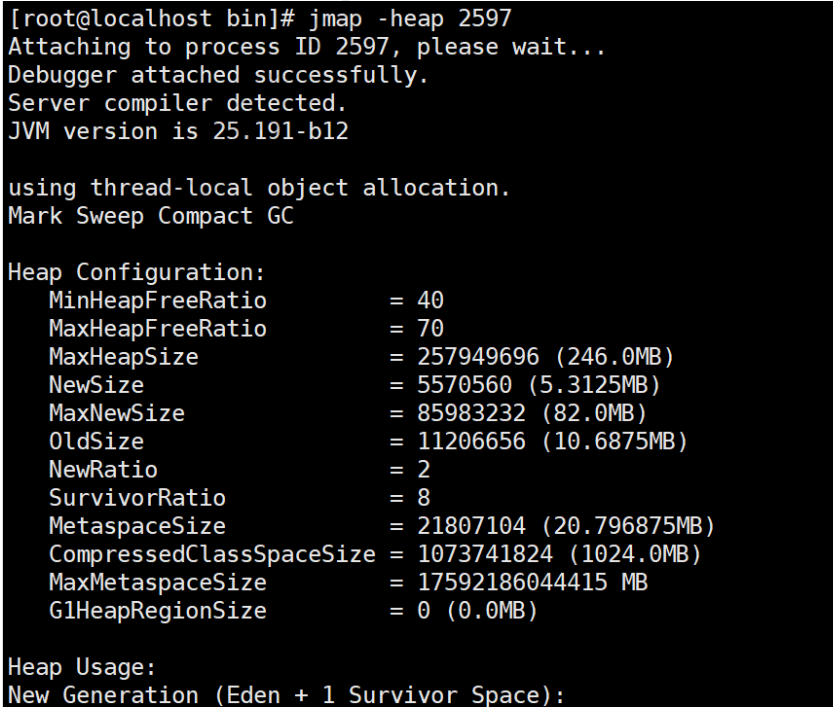 [root@localhost bin]# jmap -heap 2597
Attaching to process ID 2597, please wait...
Debugger attached successfully.
Server compiler detected.
JVM version is 25.191-b12

using thread-local object allocation.
Mark Sweep Compact GC

Heap Configuration:
   MinHeapFreeRatio         = 40
   MaxHeapFreeRatio         = 70
   MaxHeapSize              = 257949696 (246.0MB)
   NewSize                  = 5570560 (5.3125MB)
   MaxNewSize               = 85983232 (82.0MB)
   OldSize                  = 11206656 (10.6875MB)
   NewRatio                 = 2
   SurvivorRatio            = 8
   MetaspaceSize            = 21807104 (20.796875MB)
   CompressedClassSpaceSize = 1073741824 (1024.0MB)
   MaxMetaspaceSize         = 17592186044415 MB
   G1HeapRegionSize         = 0 (0.0MB)

Heap Usage:
New Generation (Eden + 1 Survivor Space):